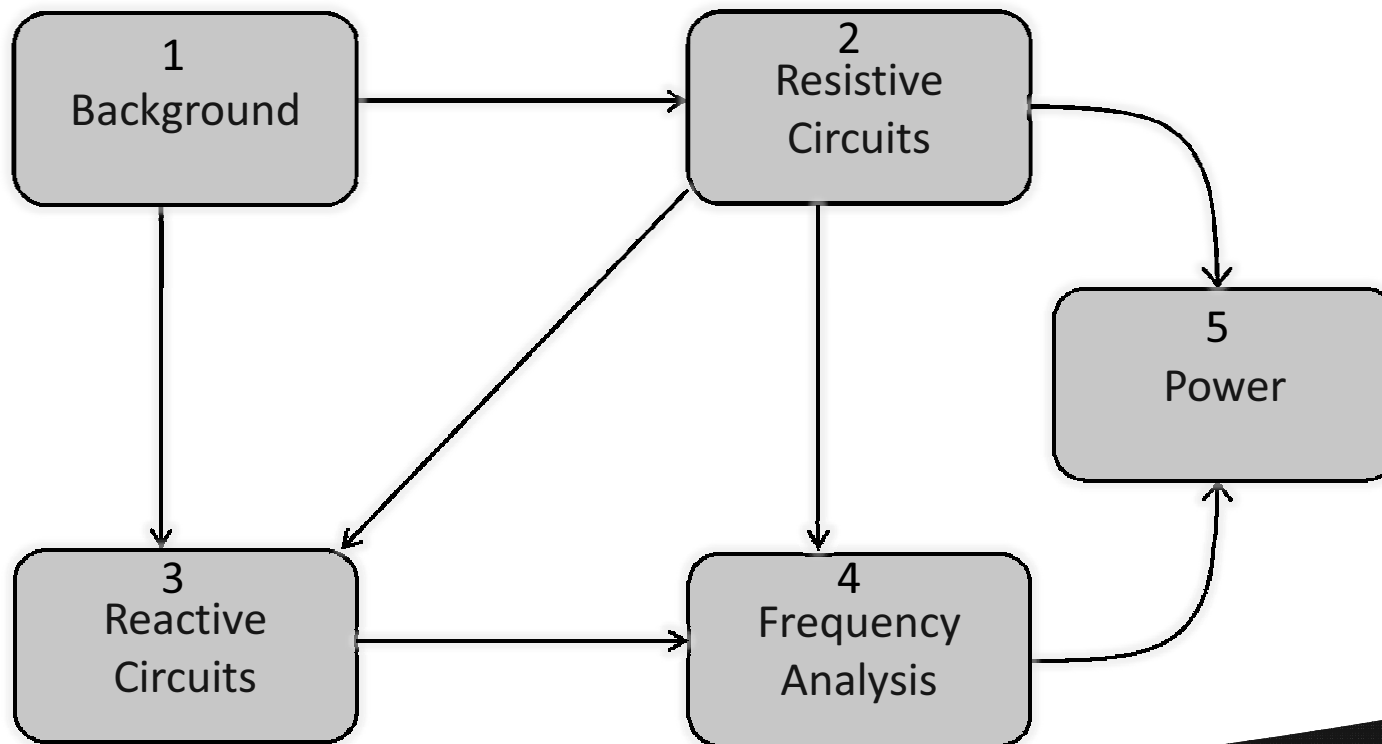 1
Background
2
Resistive
Circuits
5
Power
3
Reactive
Circuits
4
Frequency
Analysis